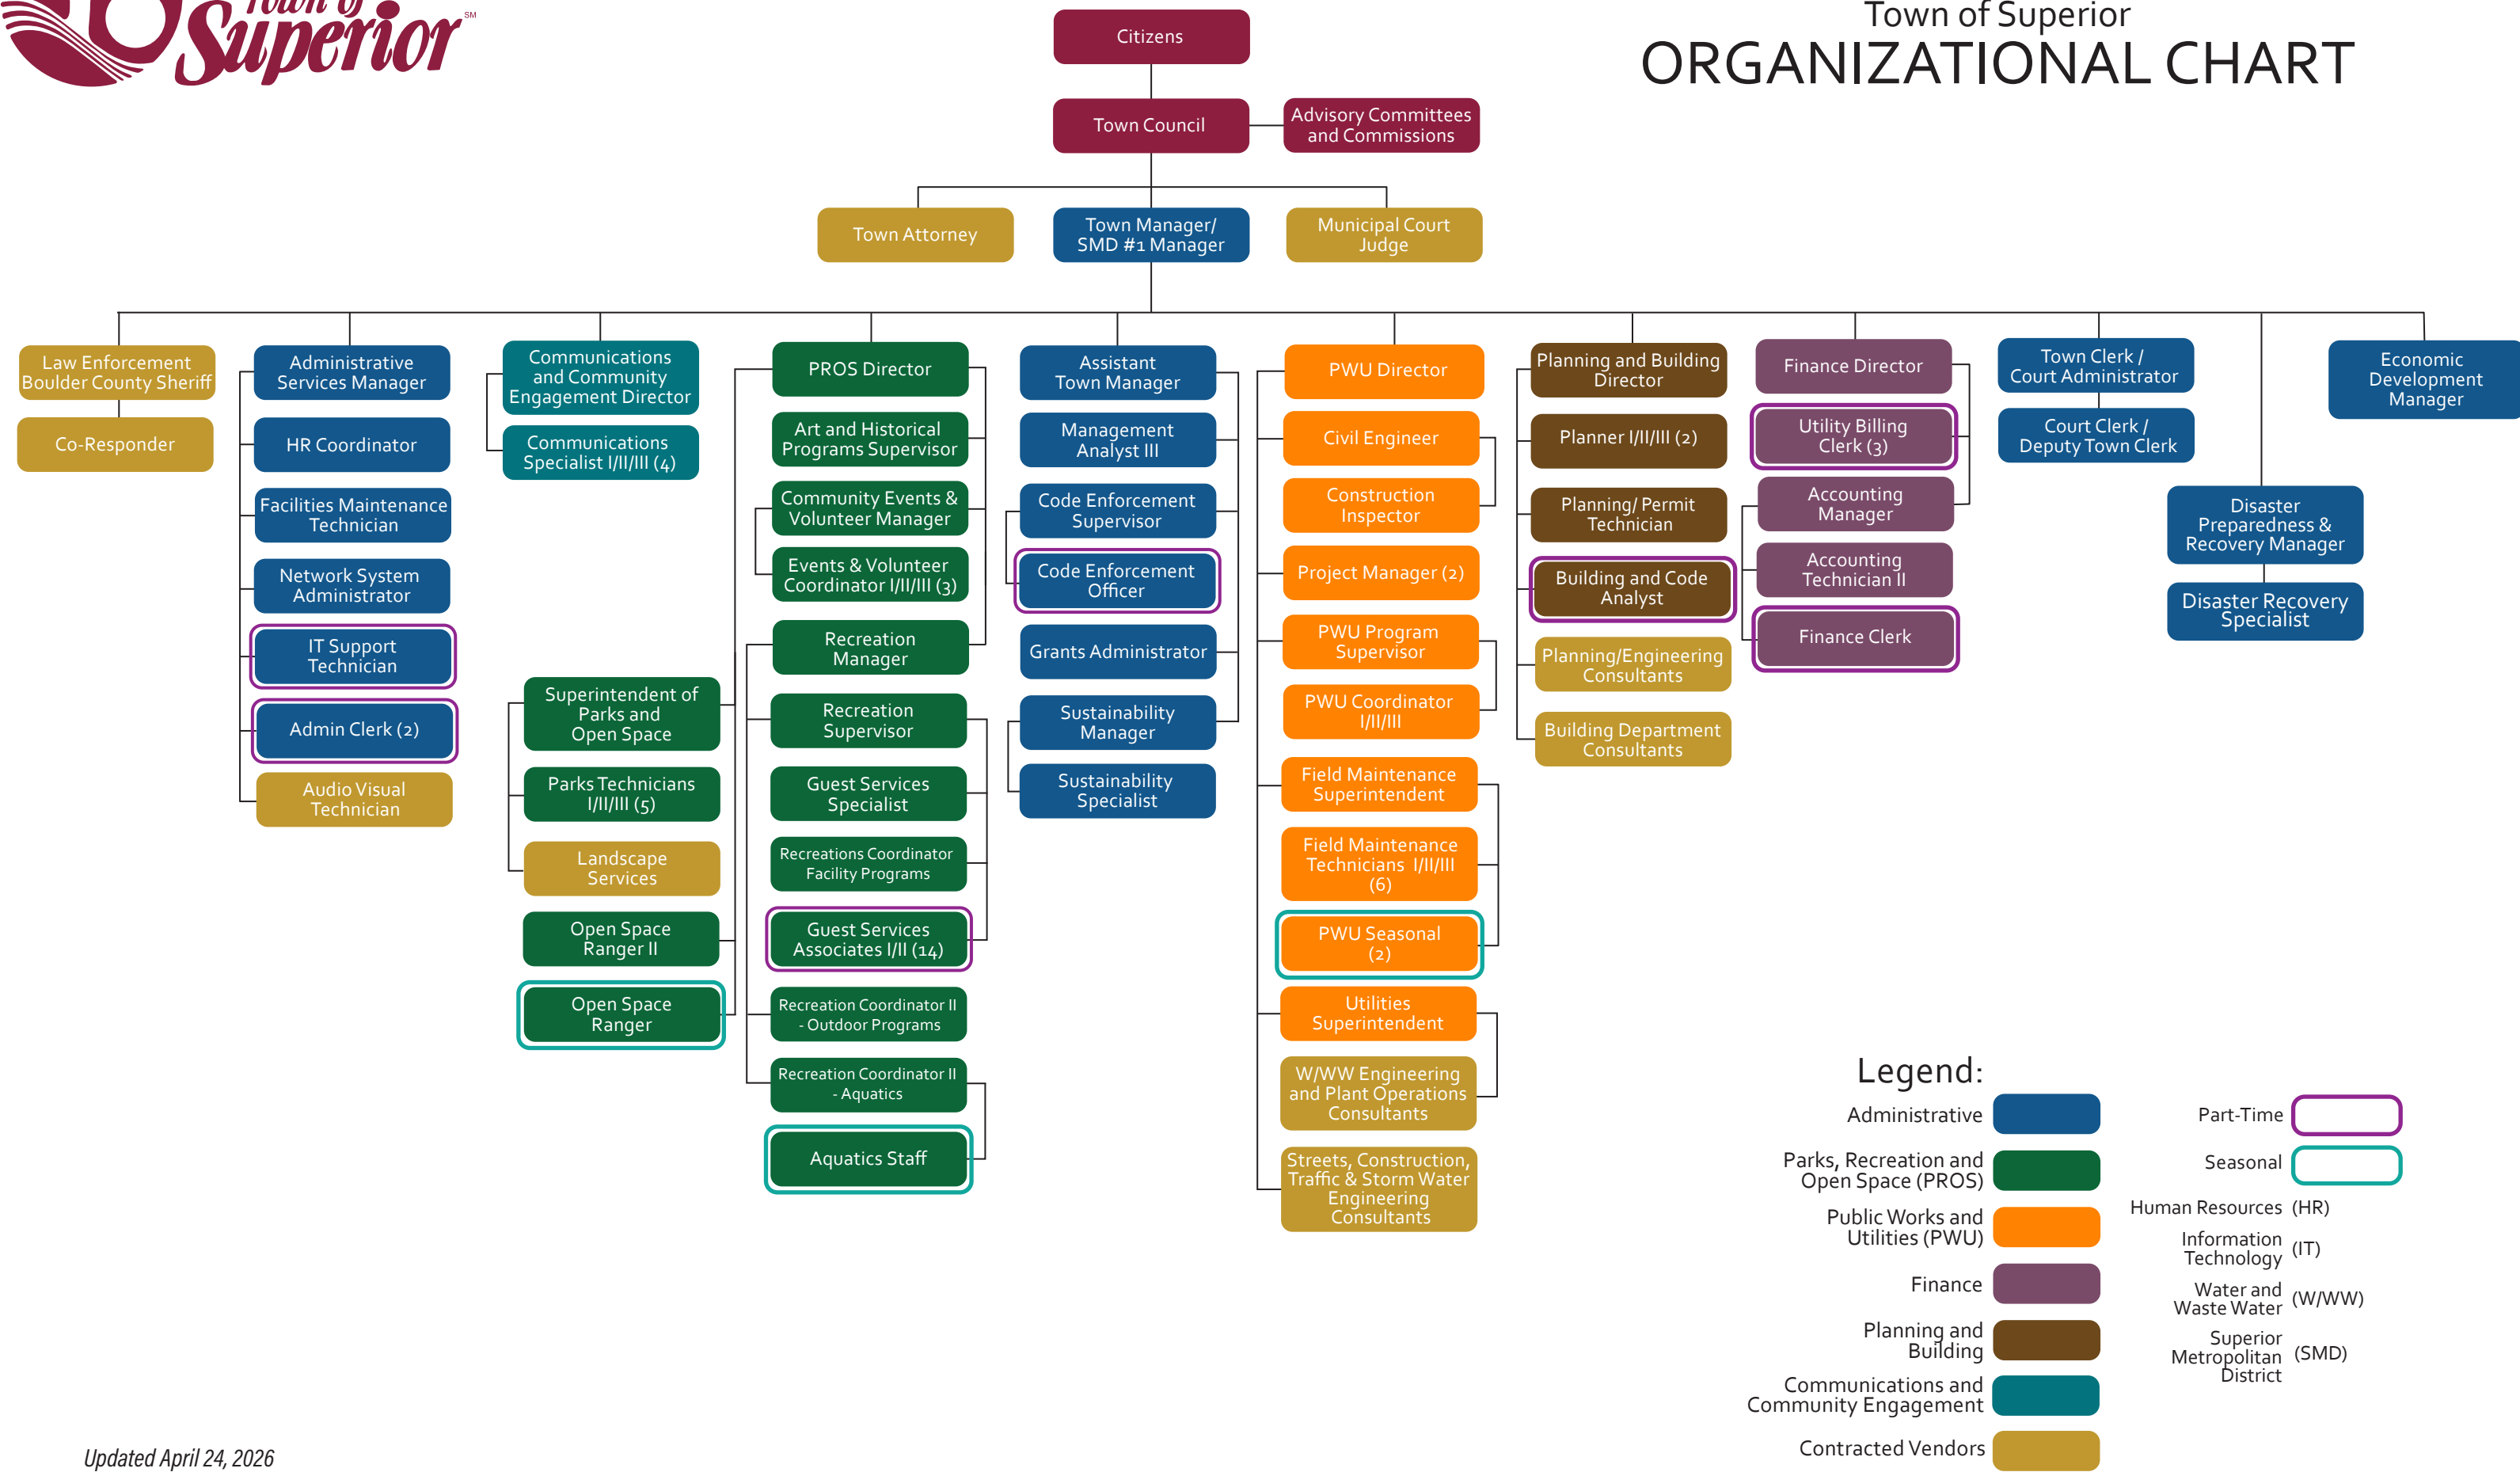 Town of
Superior
SM
Town of Superior
ORGANIZATIONAL CHART
Citizens
Town Council
Advisory Committees
and Commissions
Town Attorney
Town Manager/
SMD #1 Manager
Municipal Court
Judge
Law Enforcement
Boulder County Sheriff
Co-Responder
Administrative
Services Manager
HR Coordinator
Facilities Maintenance
Technician
Network System
Administrator
IT Support
Technician
Admin Clerk (2)
Audio Visual
Technician
Communications
and Community
Engagement Director
Communications
Specialist I/II/III (4)
PROS Director
Art and Historical
Programs Supervisor
Community Events &
Volunteer Manager
Events & Volunteer
Coordinator I/II/III (3)
Recreation
Manager
Superintendent of
Parks and
Open Space
Parks Technicians
I/II/III (5)
Landscape
Services
Open Space
Ranger II
Open Space
Ranger
Recreation
Supervisor
Guest Services
Specialist
Recreations Coordinator
Facility Programs
Guest Services
Associates I/II (14)
Recreation Coordinator II
- Outdoor Programs
Recreation Coordinator II
- Aquatics
Aquatics Staff
Assistant
Town Manager
Management
Analyst III
Code Enforcement
Supervisor
Code Enforcement
Officer
Grants Administrator
Sustainability
Manager
Sustainability
Specialist
PWU Director
Civil Engineer
Construction
Inspector
Project Manager (2)
PWU Program
Supervisor
PWU Coordinator
I/II/III
Field Maintenance
Superintendent
Field Maintenance
Technicians I/II/III
(6)
PWU Seasonal
(2)
Utilities
Superintendent
W/WW Engineering
and Plant Operations
Consultants
Streets, Construction,
Traffic & Storm Water
Engineering
Consultants
Planning and Building
Director
Planner I/II/III (2)
Planning/ Permit
Technician
Building and Code
Analyst
Planning/Engineering
Consultants
Building Department
Consultants
Finance Director
Utility Billing
Clerk (3)
Accounting
Manager
Accounting
Technician II
Finance Clerk
Town Clerk /
Court Administrator
Court Clerk /
Deputy Town Clerk
Disaster
Preparedness &
Recovery Manager
Disaster Recovery
Specialist
Economic
Development
Manager
Legend:
Administrative
Parks, Recreation and
Open Space (PROS)
Public Works and
Utilities (PWU)
Finance
Planning and
Building
Communications and
Community Engagement
Contracted Vendors
Part-Time
Seasonal
Human Resources (HR)
Information
Technology (IT)
Water and
Waste Water (W/WW)
Superior
Metropolitan (SMD)
District
Updated April 24, 2026